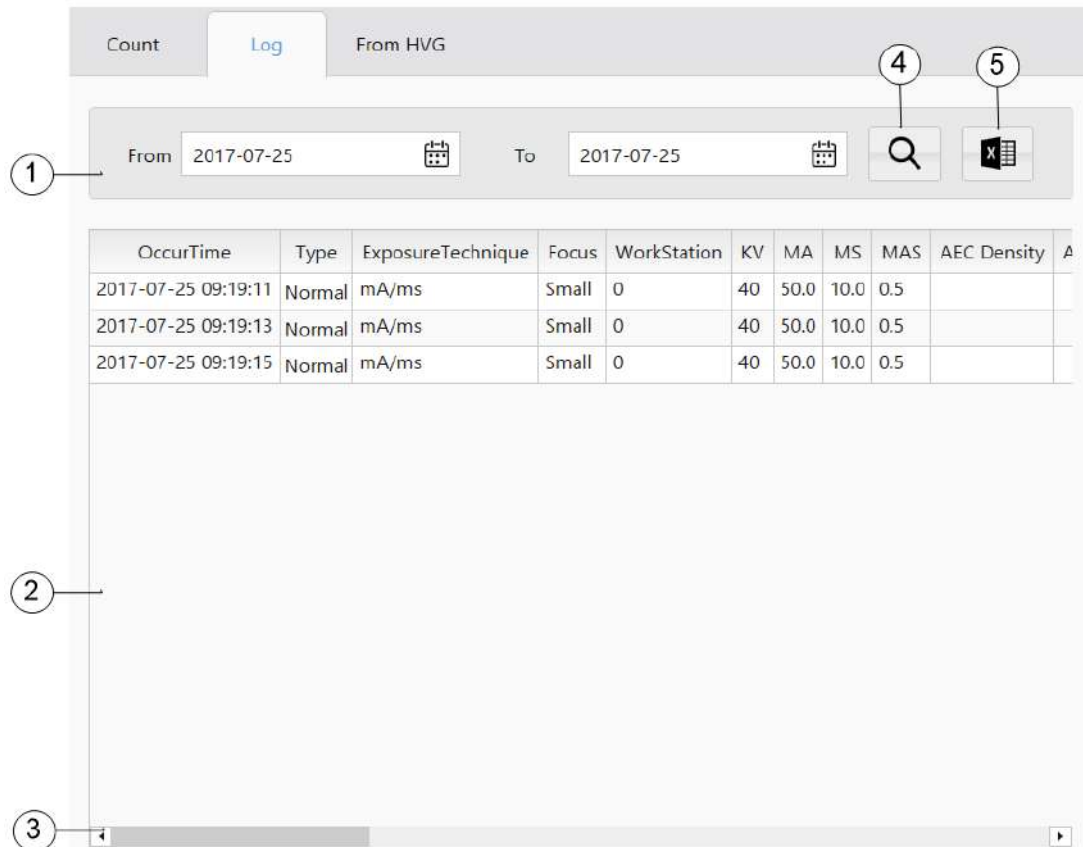 Count Log From HVG
4 5
1 From 2017-07-25 To 2017-07-25
OccurTime Type ExposureTechnique Focus WorkStation KV MA MS MAS AEC Density A
2017-07-25 09:19:11 Normal mA/ms Small 0 40 50.0 10.0 0.5
2017-07-25 09:19:13 Normal mA/ms Small 0 40 50.0 10.0 0.5
2017-07-25 09:19:15 Normal mA/ms Small 0 40 50.0 10.0 0.5
2
3